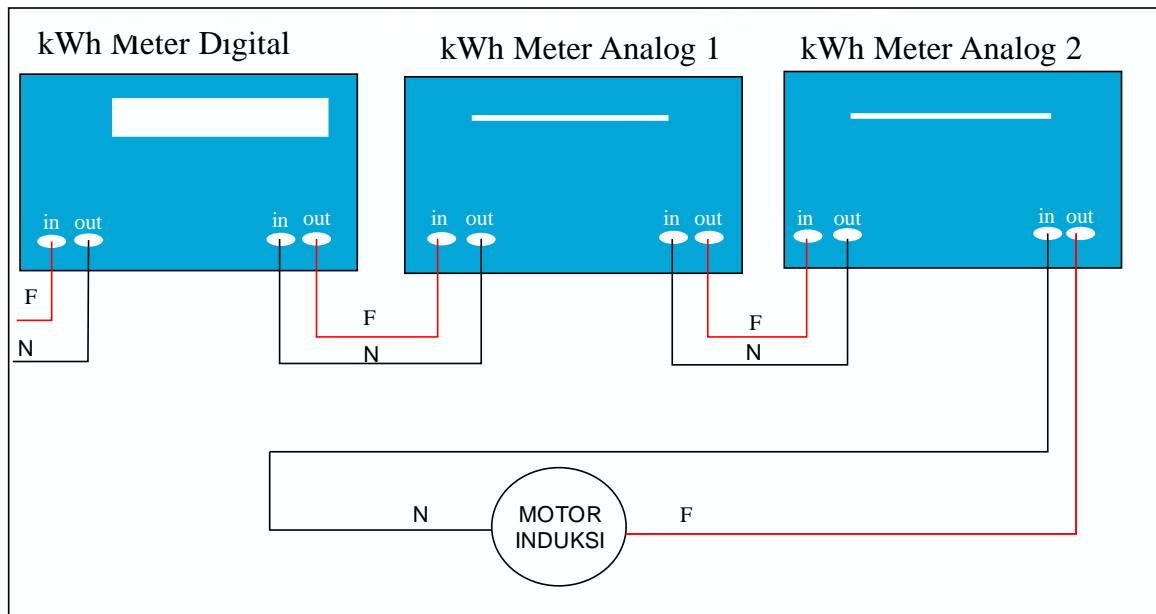 kWh Meter Digital
kWh Meter Analog 1
kWh Meter Analog 2
in out
in out
in out
in out
in out
in out
F
N
F
N
F
N
N
MOTOR
INDUKSI
F